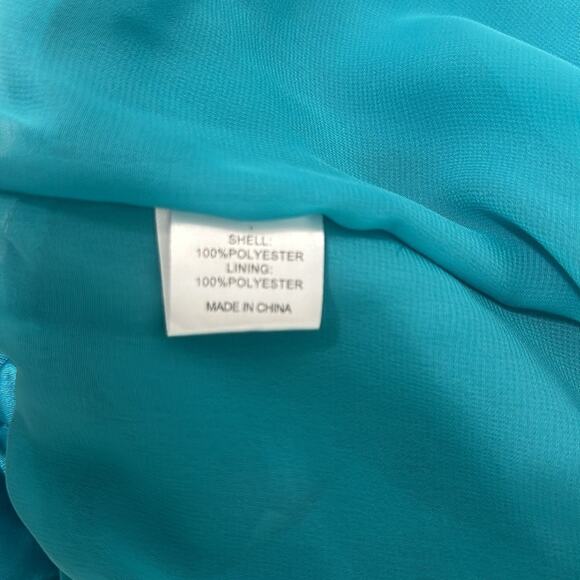 SHELL:
100%POLYESTER
LINING:
100%POLYESTER
MADE IN CHINA